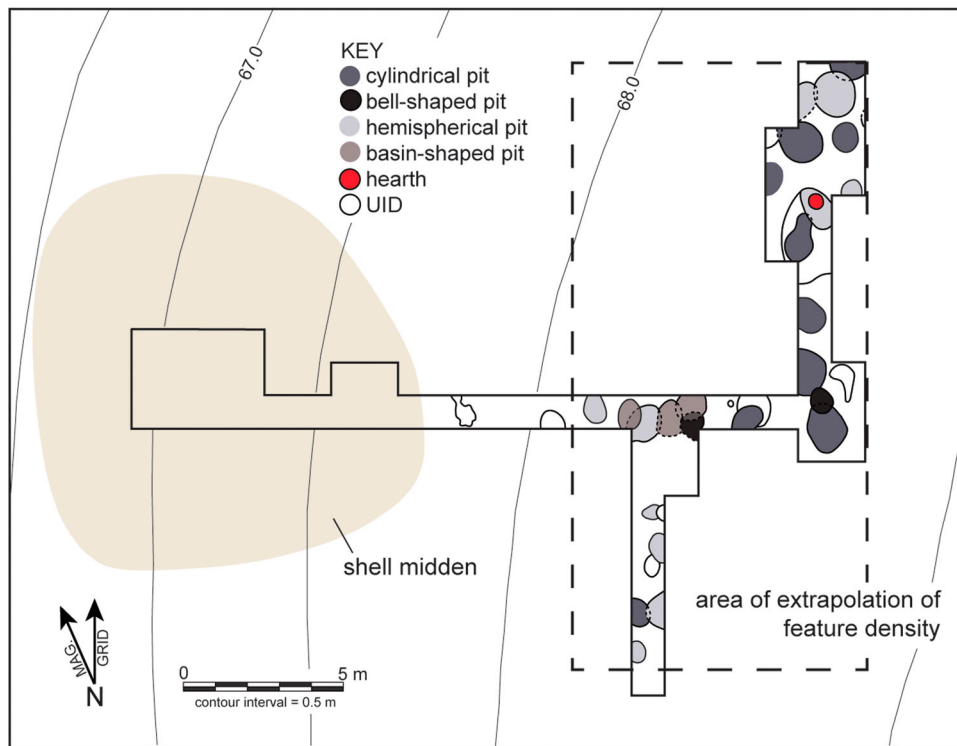 67.0
68.0
KEY
cylindrical pit
bell-shaped pit
hemispherical pit
basin-shaped pit
hearth
UID
shell midden
area of extrapolation of
feature density
MAG.
GRID
N
0
5 m
contour interval = 0.5 m